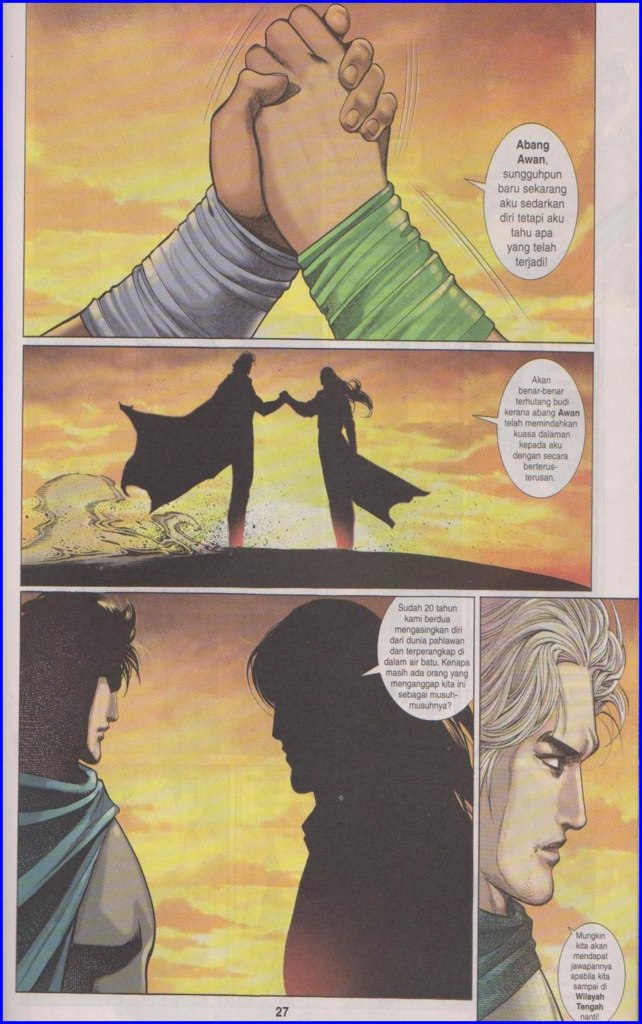 Abang
Awan,
sungguhpun
baru sekarang
aku sedarkan
diri tetapi aku
tahu apa
yang telah
terjadi!
Akan
benar-benar
terhutang budi
kerana abang Awan
telah memindahkan
kuasa dalaman
kepada aku
dengan secara
berterus-
terusan.
Sudah 20 tahun
kami berdua
mengasingkan diri
dari dunia pahlawan
dan terperangkap di
dalam air batu. Kenapa
masih ada orang yang
menganggap kita ini
sebagai musuh-
musuhnya?
Mungkin
kita akan
mendapat
jawapannya
apabila kita
sampai di
Wilayah
Tengah
nanti!
27